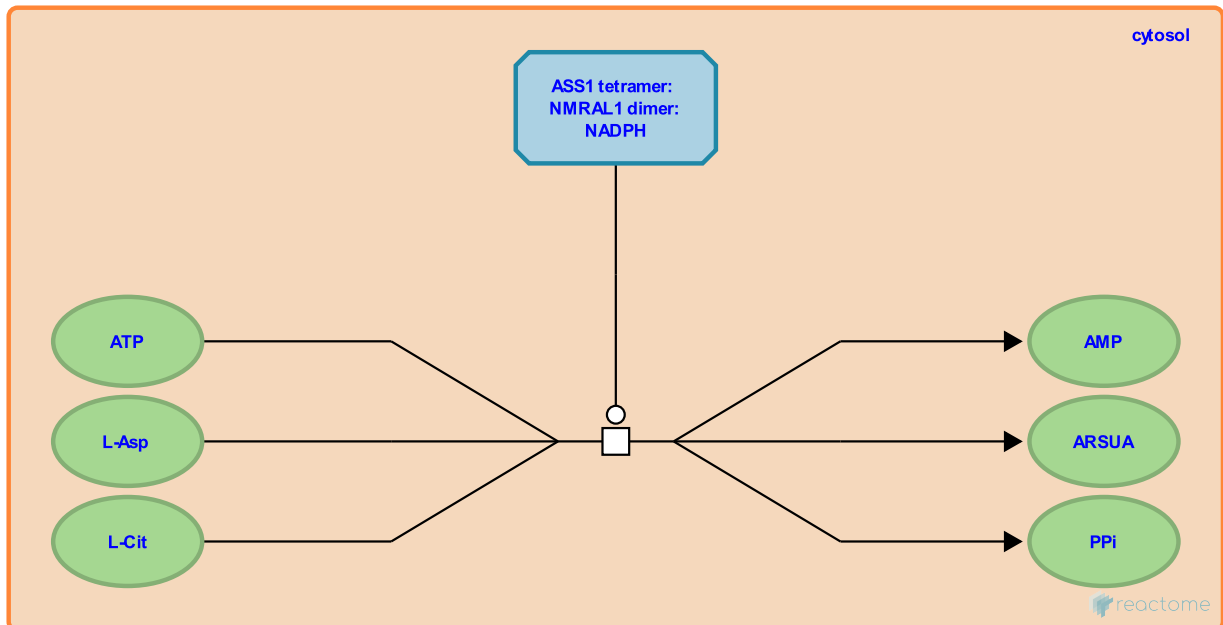 cytosol
ASS1 tetramer:
NMRAL1 dimer:
NADPH
ATP
AMP
L-Asp
ARSUA
L-Cit
PPi
reactome